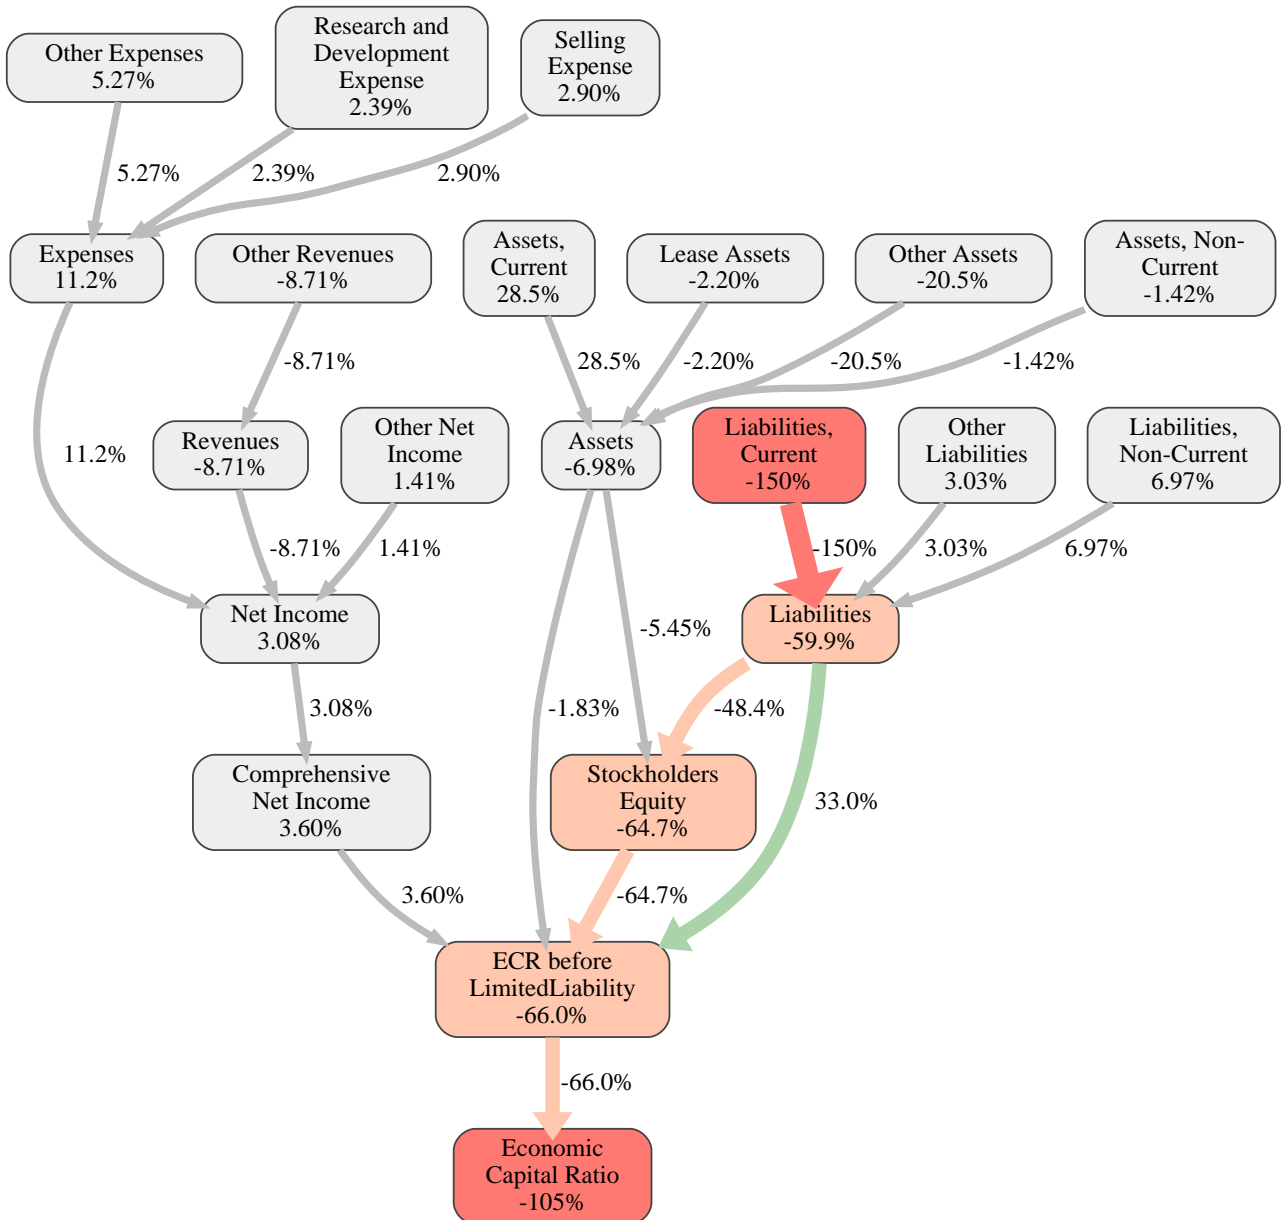 Other Expenses
5.27%
Research and
Development
Expense
2.39%
Selling
Expense
2.90%
5.27%
2.39%
2.90%
Expenses
11.2%
Other Revenues
-8.71%
Assets,
Current
28.5%
Lease Assets
-2.20%
Other Assets
-20.5%
Assets, Non-
Current
-1.42%
-8.71%
28.5%
-2.20%
-20.5%
-1.42%
11.2%
Revenues
-8.71%
Other Net
Income
1.41%
Assets
-6.98%
Liabilities,
Current
-150%
Other
Liabilities
3.03%
Liabilities,
Non-Current
6.97%
-8.71%
1.41%
-150%
3.03%
6.97%
Net Income
3.08%
-5.45%
Liabilities
-59.9%
3.08%
-1.83%
-48.4%
Comprehensive
Net Income
3.60%
Stockholders
Equity
-64.7%
33.0%
3.60%
-64.7%
ECR before
LimitedLiability
-66.0%
-66.0%
Economic
Capital Ratio
-105%